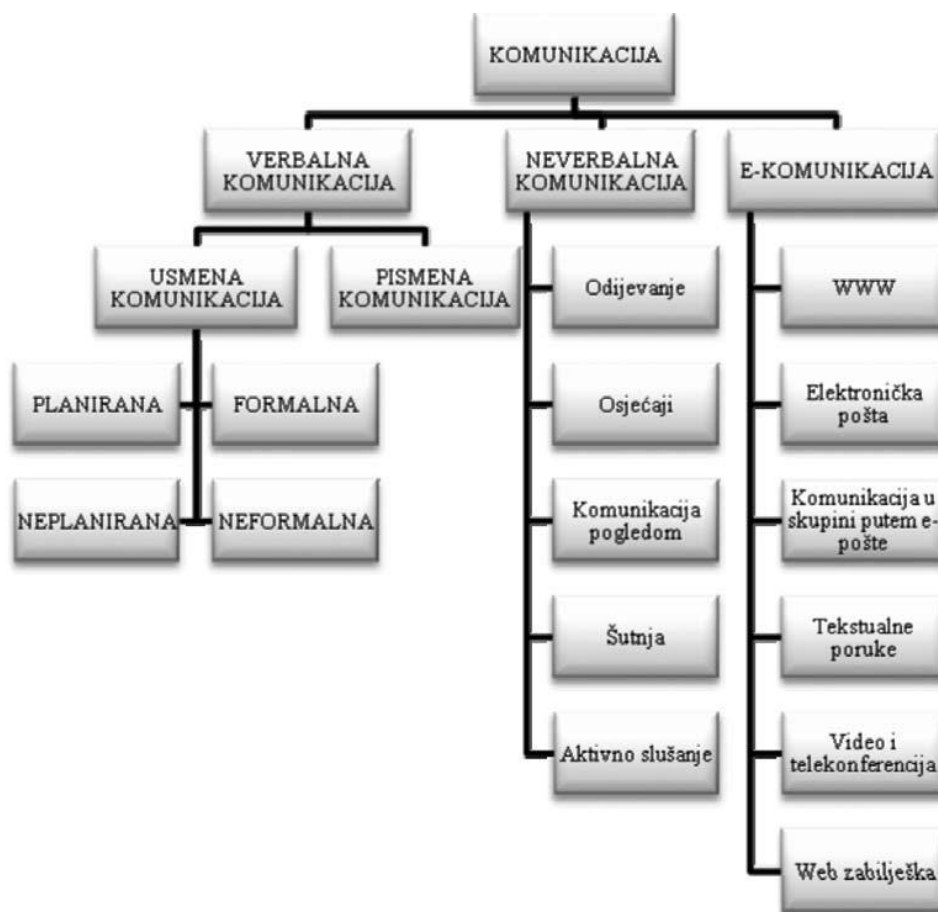 KOMUNIKACIJA
VERBALNA
KOMUNIKACIJA
NEVERBALNA
KOMUNIKACIJA
E-KOMUNIKACIJA
USMENA
KOMUNIKACIJA
PISMENA
KOMUNIKACIJA
PLANIRANA
FORMALNA
NEPLANIRANA
NEFORMALNA
Odijevanje
Osjećaji
Komunikacija
pogledom
Šutnja
Aktivno slušanje
WWW
Elektronička
pošta
Komunikacija u
skupini putem e-
pošte
Tekstualne
poruke
Video i
telekonferencija
Web zabilješka